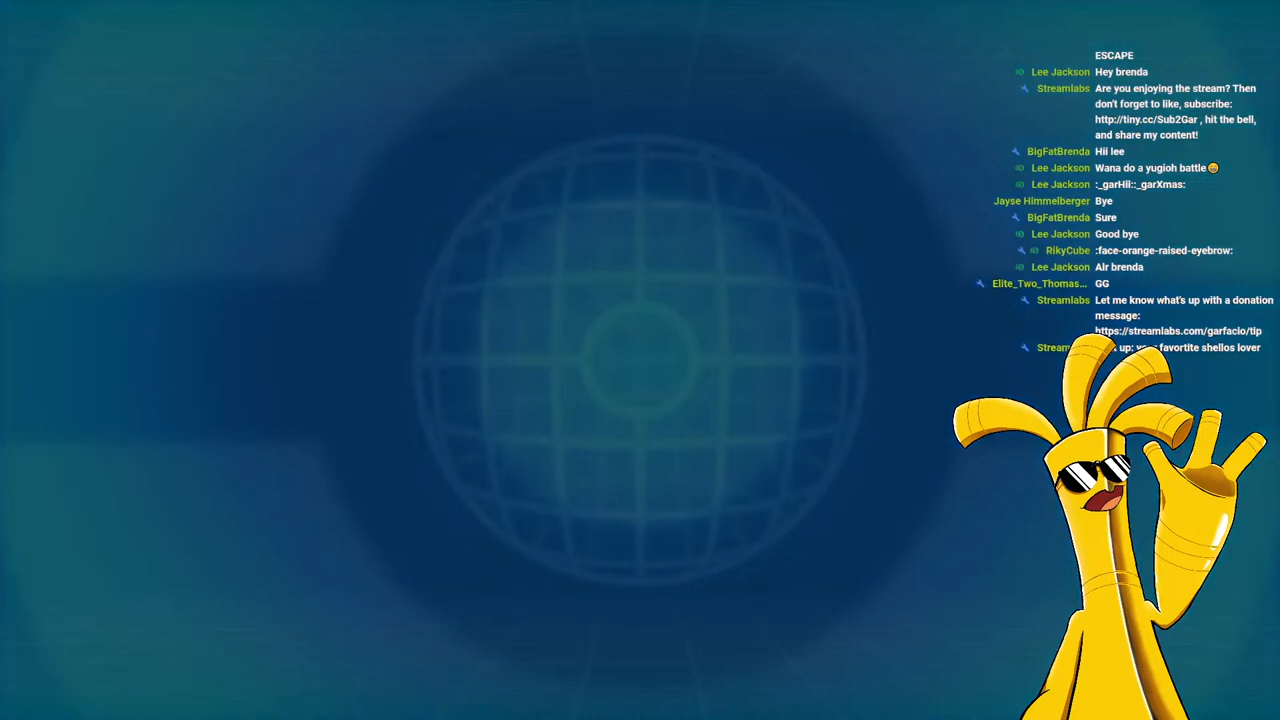 ESCAPE
Lee Jackson Hey brenda
Streamlabs Are you enjoying the stream? Then
don't forget to like, subscribe:
http://tiny.cc/Sub2Gar , hit the bell,
and share my content!
BigFatBrenda Hii lee
Lee Jackson Wana do a yugioh battle
Lee Jackson :_garHii::_garXmas:
Jayse Himmelberger Bye
BigFatBrenda Sure
Lee Jackson Good bye
RikyCube :face-orange-raised-eyebrow:
Lee Jackson Alr brenda
Elite_Two_Thomas... GG
Streamlabs Let me know what's up with a donation
message:
https://streamlabs.com/garfacio/tip
up: favortite shellos lover